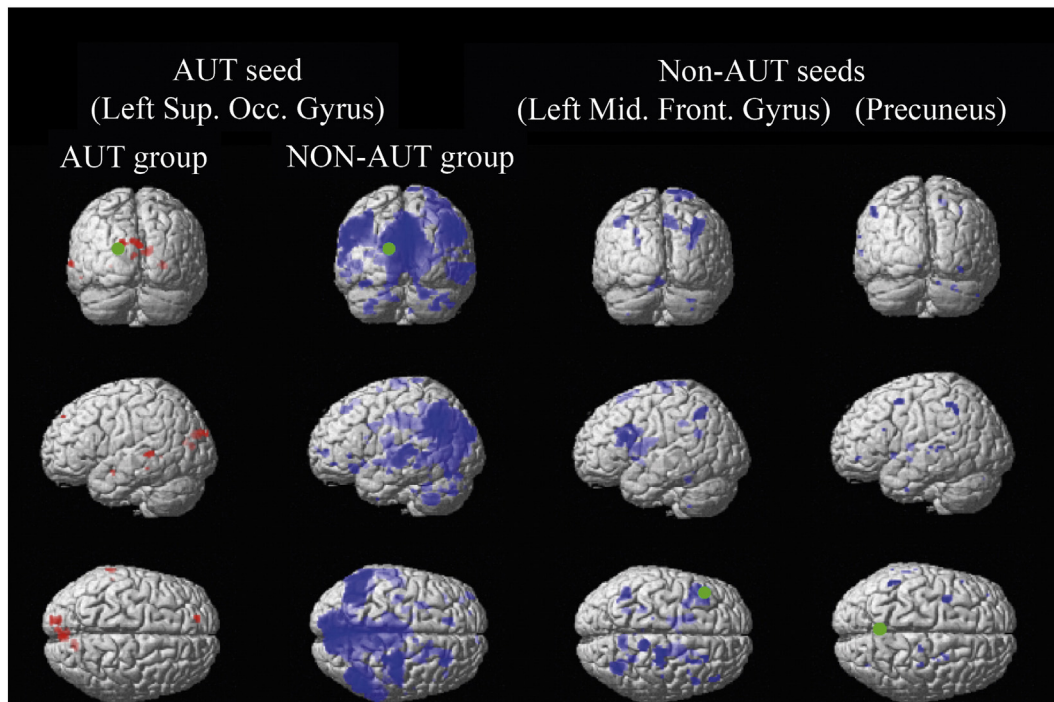 AUT seed
(Left Sup. Occ. Gyrus)
Non-AUT seeds
(Left Mid. Front. Gyrus) (Precuneus)
AUT group
NON-AUT group